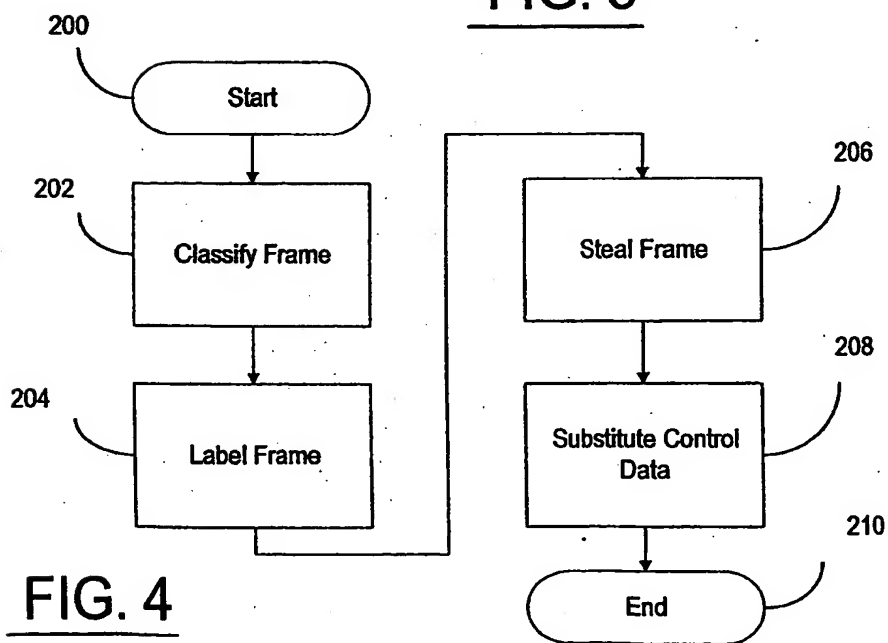 200
Start
202
Classify Frame
204
Label Frame
206
Steal Frame
208
Substitute Control
Data
210
End
FIG. 4